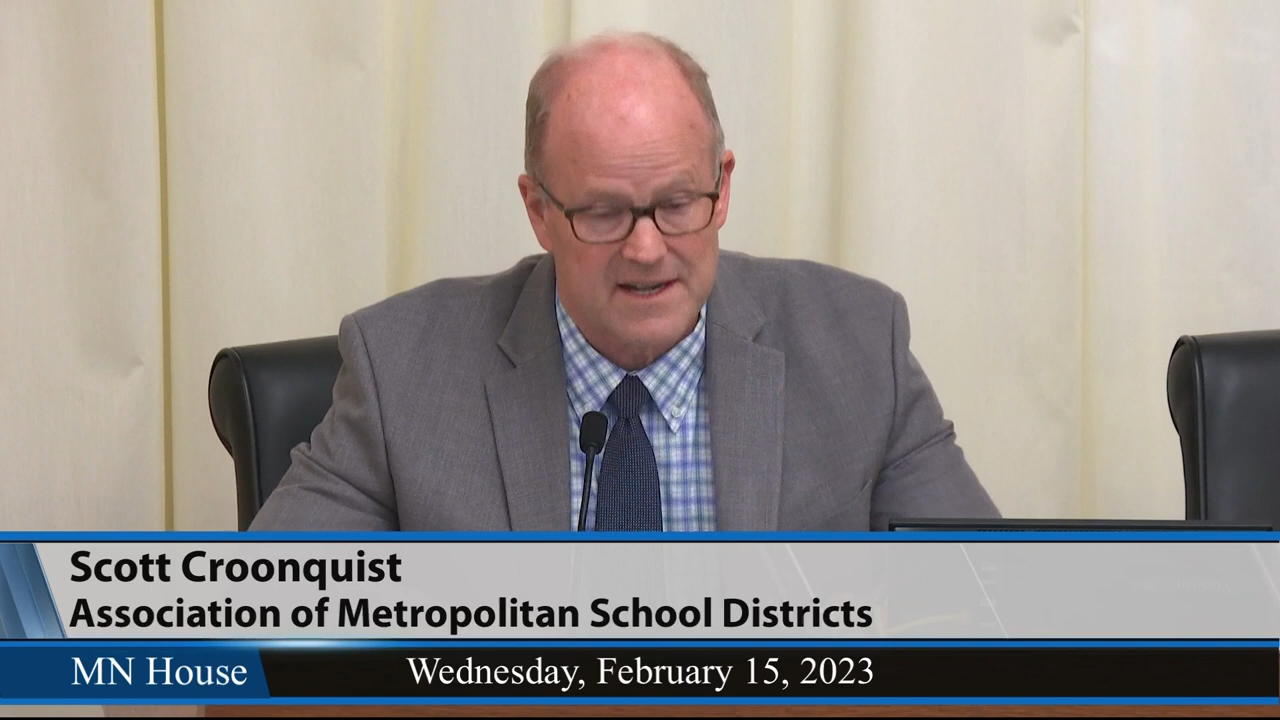 Scott Croonquist
Association of Metropolitan School Districts
MN House
Wednesday, February 15, 2023